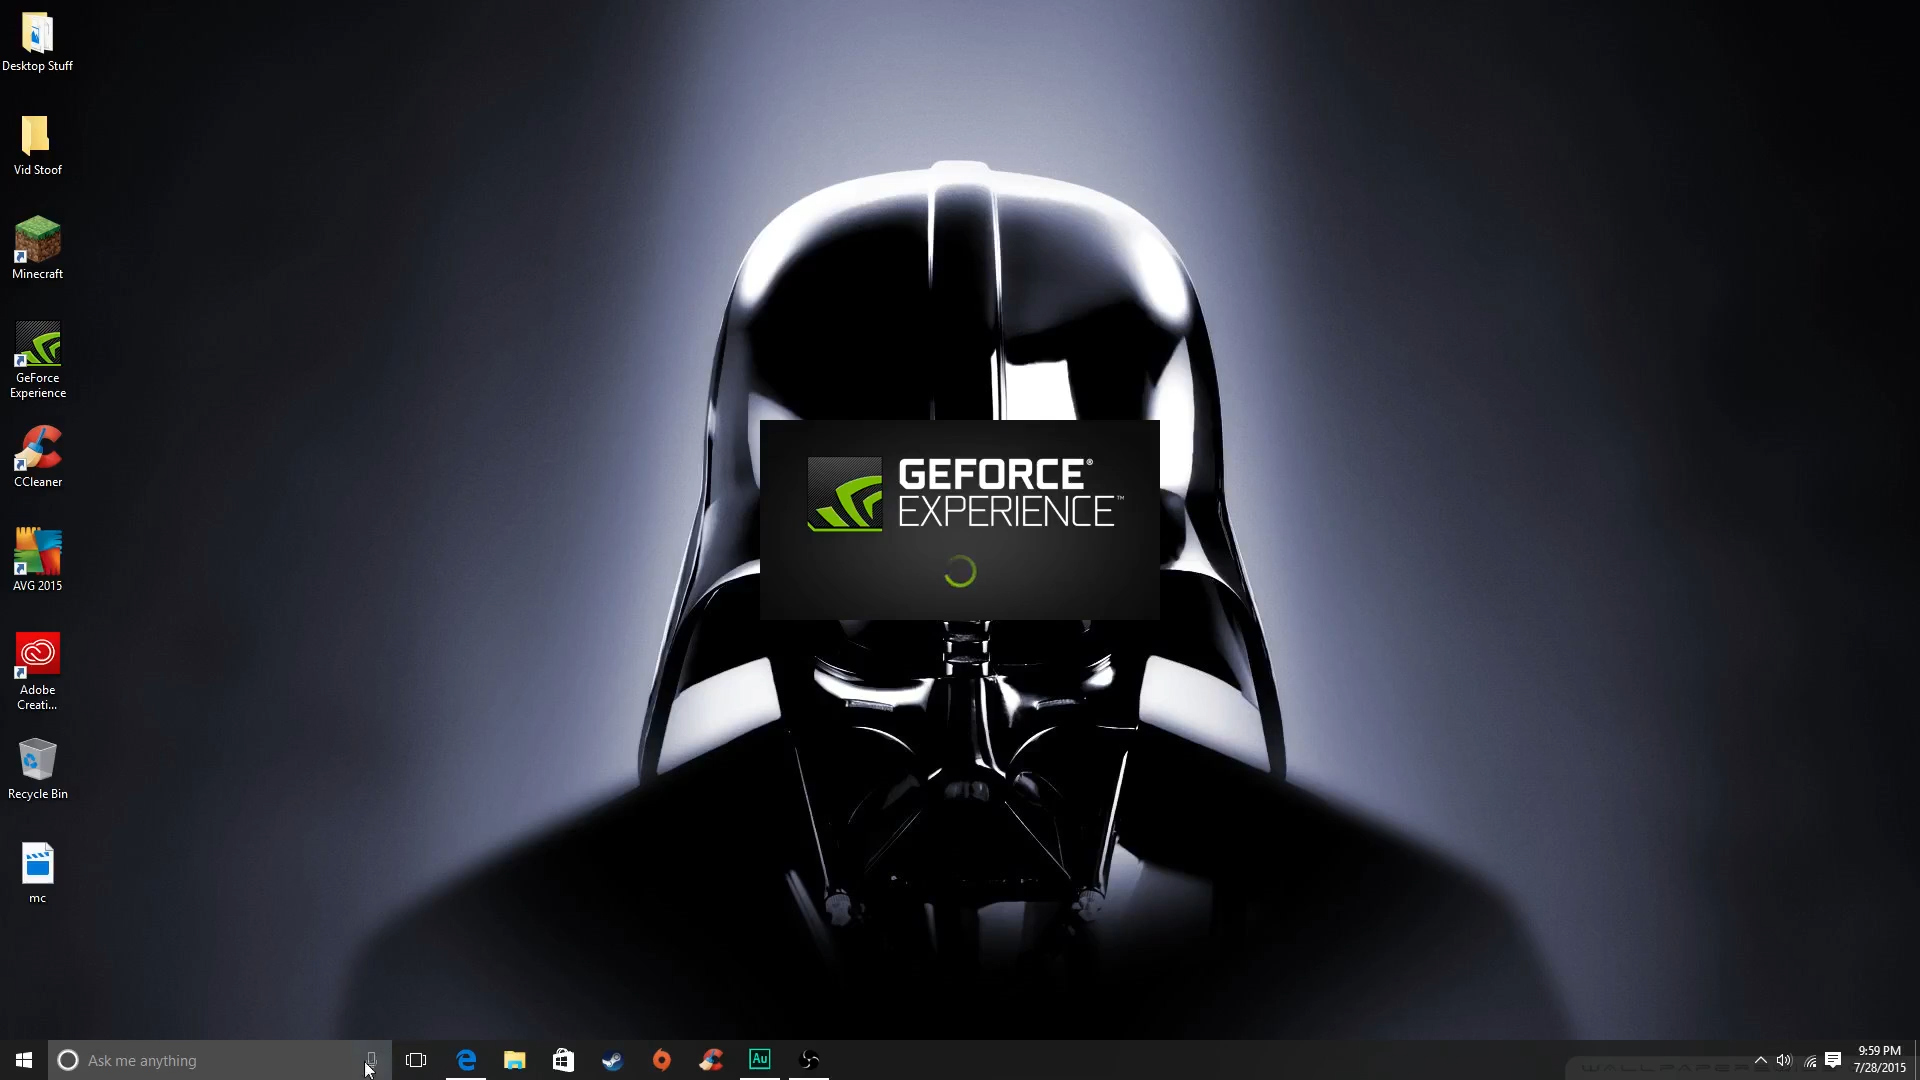 Desktop Stuff
Vid Stoof
Minecraft
GeForce
Experience
CCleaner
AVG 2015
Adobe
Creati...
Recycle Bin
mc
GEFORCE®
EXPERIENCE™
Ask me anything
Au
9:59 PM
7/28/2015